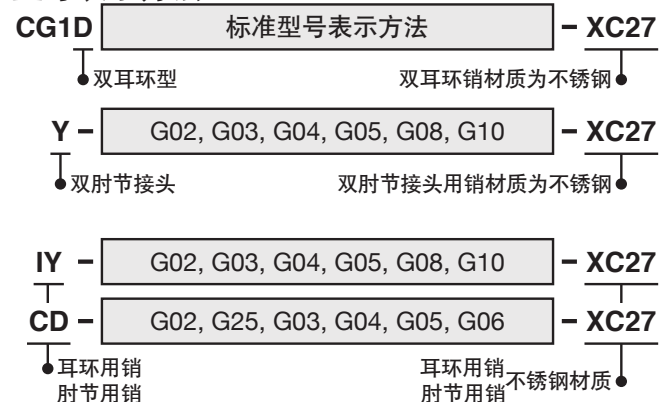 CG1D 标准型号表示方法 - XC27
双耳环型 双耳环销材质为不锈钢
Y - G02, G03, G04, G05, G08, G10 - XC27
双肘节接头 双肘节接头用销材质为不锈钢
IY - G02, G03, G04, G05, G08, G10 - XC27
CD - G02, G25, G03, G04, G05, G06 - XC27
耳环用销 耳环用销 不锈钢材质
肘节用销 肘节用销